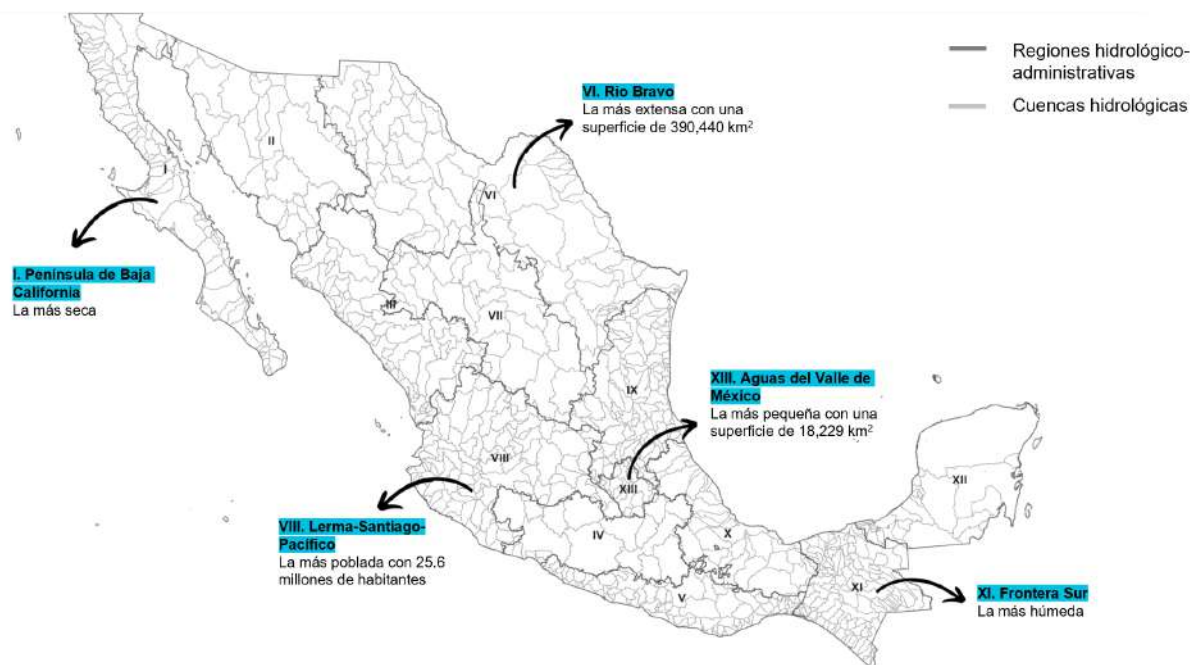 Regiones hidrológico-
administrativas
Cuencas hidrológicas
VI. Rio Bravo
La más extensa con una
superficie de 390,440 km²
II
I
VI
I. Península de Baja
California
La más seca
III
VII
XIII. Aguas del Valle de
México
La más pequeña con una
superficie de 18,229 km²
IX
VIII
XIII
XII
VIII. Lerma-Santiago-
Pacífico
La más poblada con 25.6
millones de habitantes
IV
X
V
XI
XI. Frontera Sur
La más húmeda